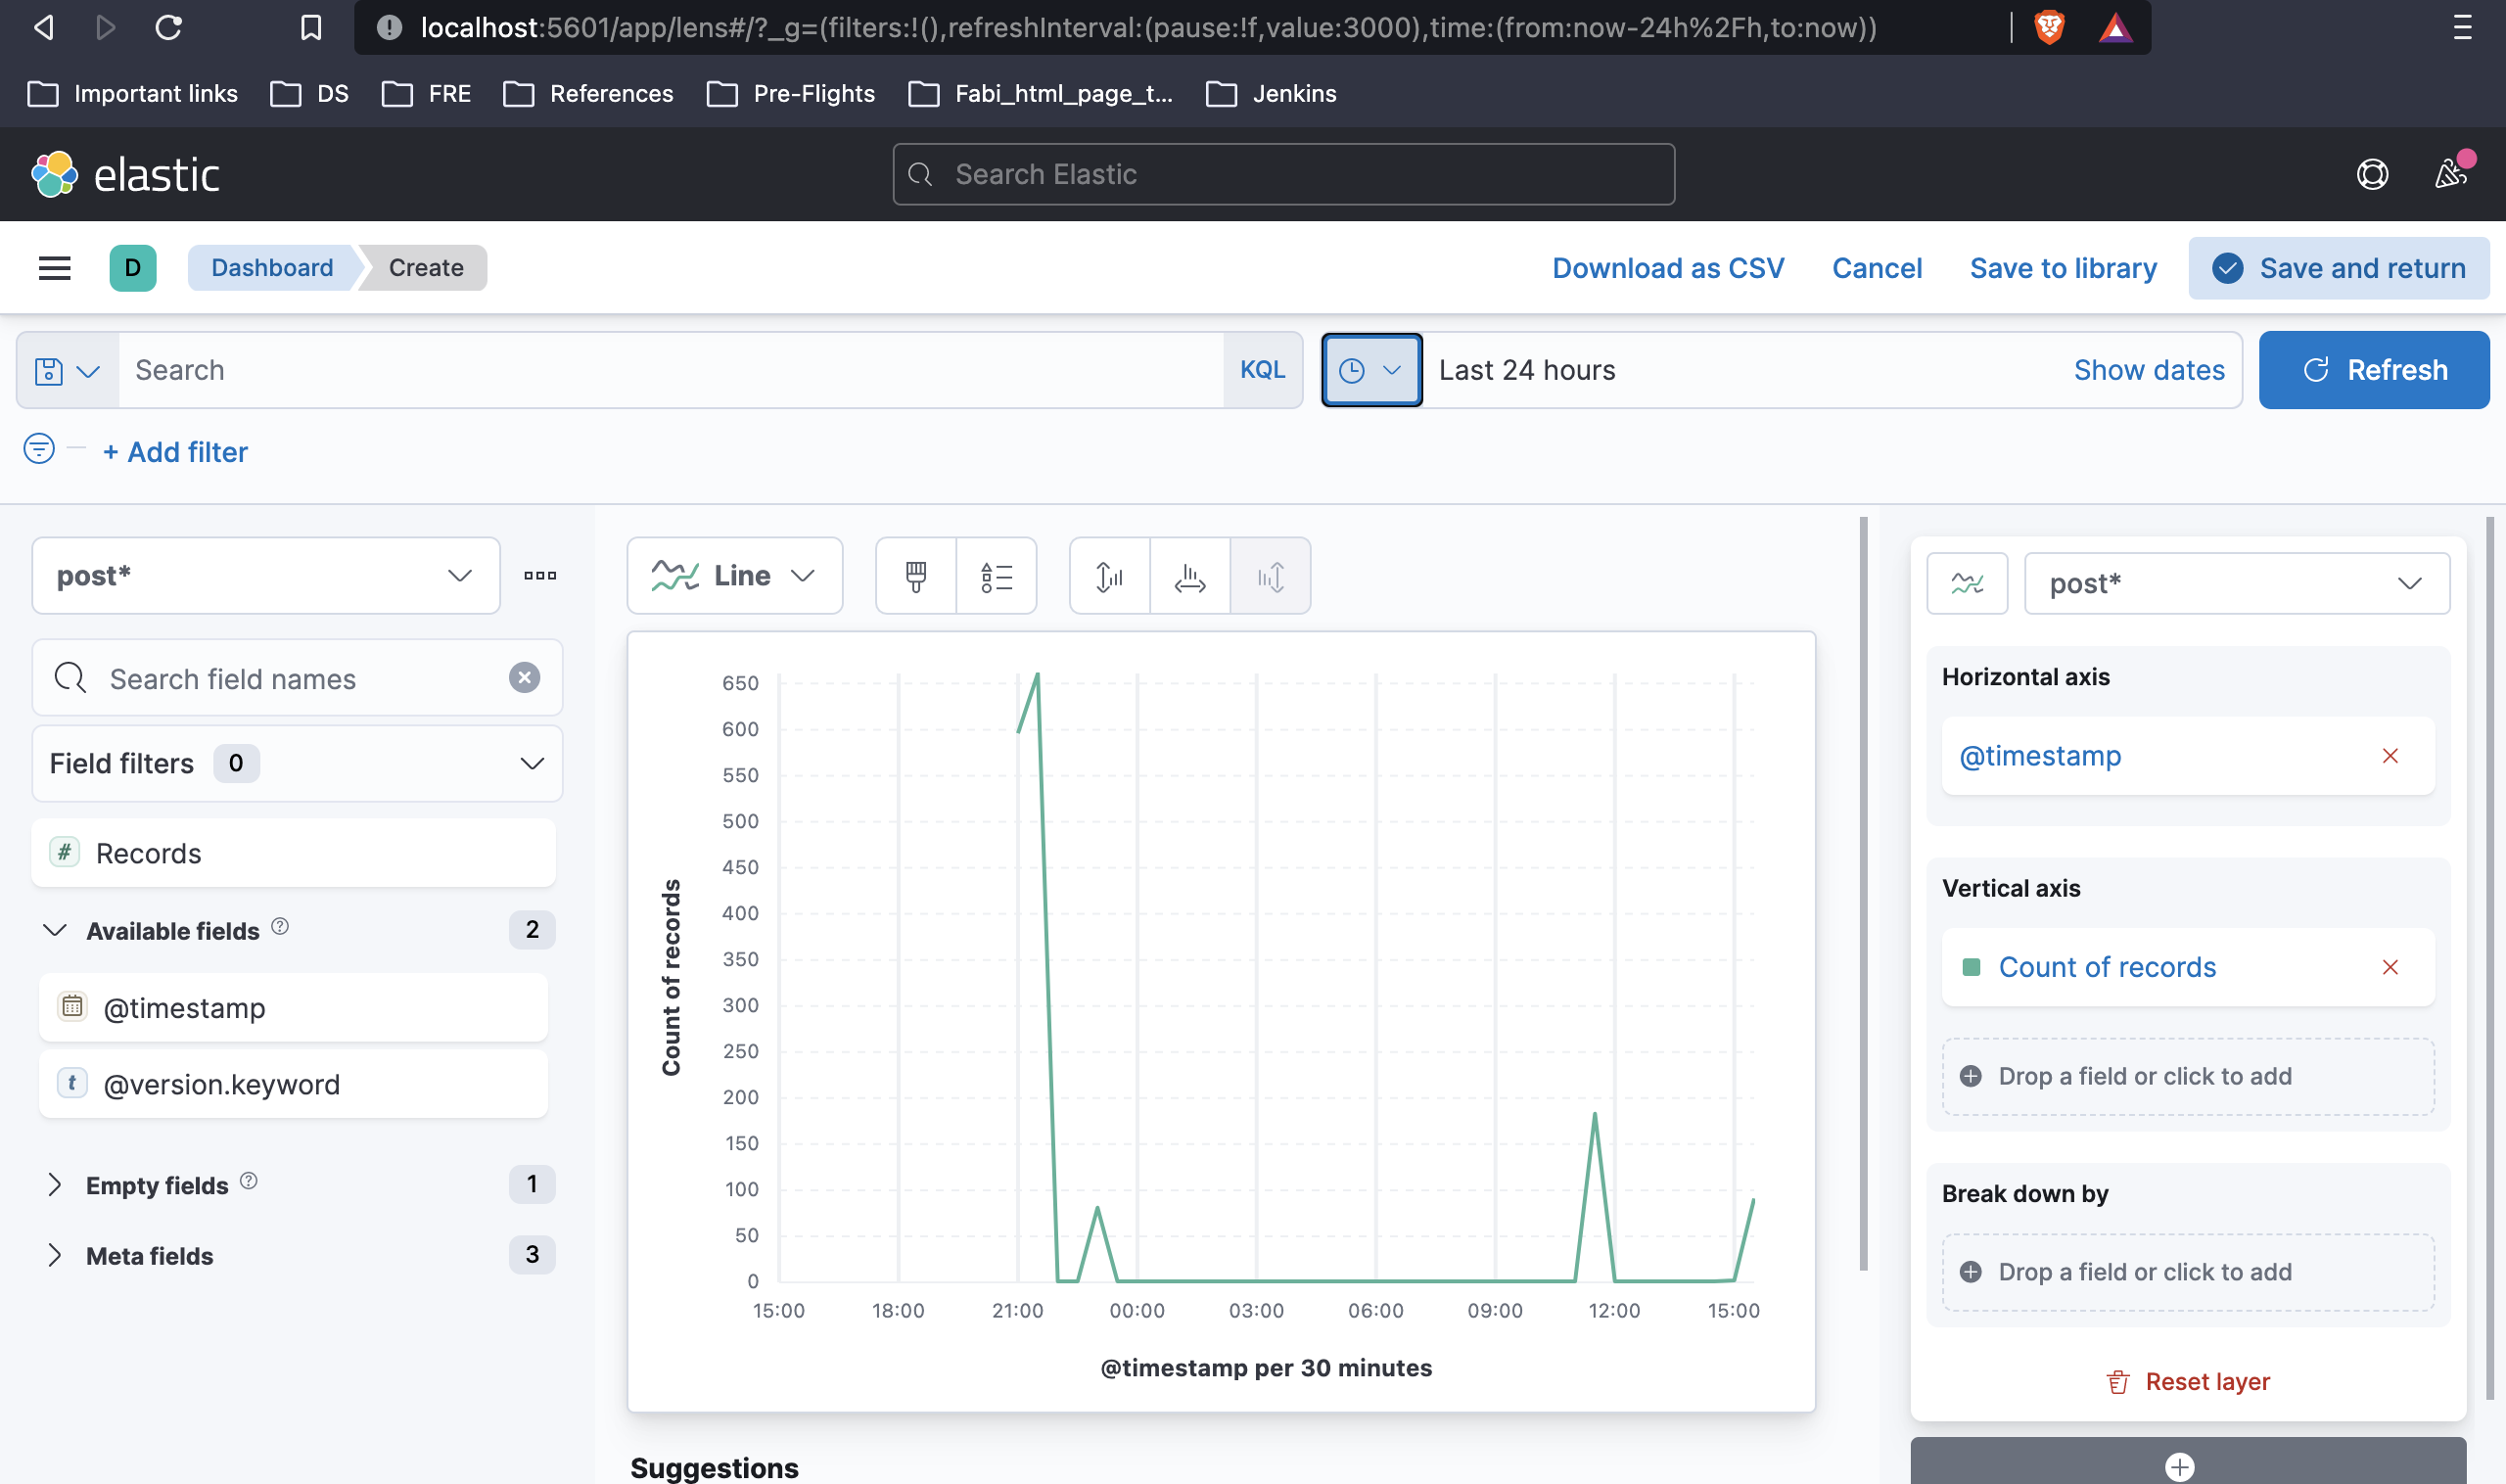 localhost:5601/app/lens#/?_g=(filters:!(),refreshInterval:(pause:!f,value:3000),time:(from:now-24h%2Fh,to:now))
Important links DS FRE References Pre-Flights Fabi_html_page_t... Jenkins
elastic
Search Elastic
D Dashboard Create Download as CSV Cancel Save to library Save and return
Search KQL Last 24 hours Show dates Refresh
+ Add filter
post*
Search field names
Field filters 0
# Records
Available fields 2
@timestamp
t @version.keyword
Empty fields 1
Meta fields 3
Line
650
600
550
500
450
400
350
300
250
200
150
100
50
0
Count of records
15:00 18:00 21:00 00:00 03:00 06:00 09:00 12:00 15:00
@timestamp per 30 minutes
Suggestions
post*
Horizontal axis
@timestamp
Vertical axis
Count of records
Drop a field or click to add
Break down by
Drop a field or click to add
Reset layer